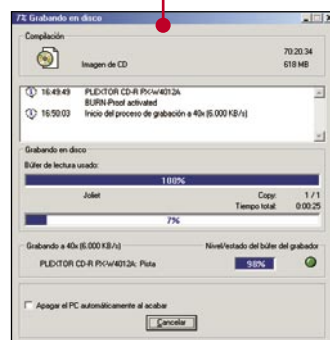 7% Grabando en disco
Compilación
Imagen de CD
70:20.34
618 MB
16:49:49 PLEXTOR CD-R PX-W4012A
BURN-Proof activated
16:50:03 Inicio del proceso de grabación a 40x (6.000 KB/s)
Grabando en disco
Búfer de lectura usado:
100%
Joliet
Copy: 1 / 1
Tiempo total: 0:00:25
7%
Grabando a 40x (6.000 KB/s)
Nivel/estado del búfer del grabador
PLEXTOR CD-R PX-W4012A: Pista
98%
Apagar el PC automáticamente al acabar
Cancelar